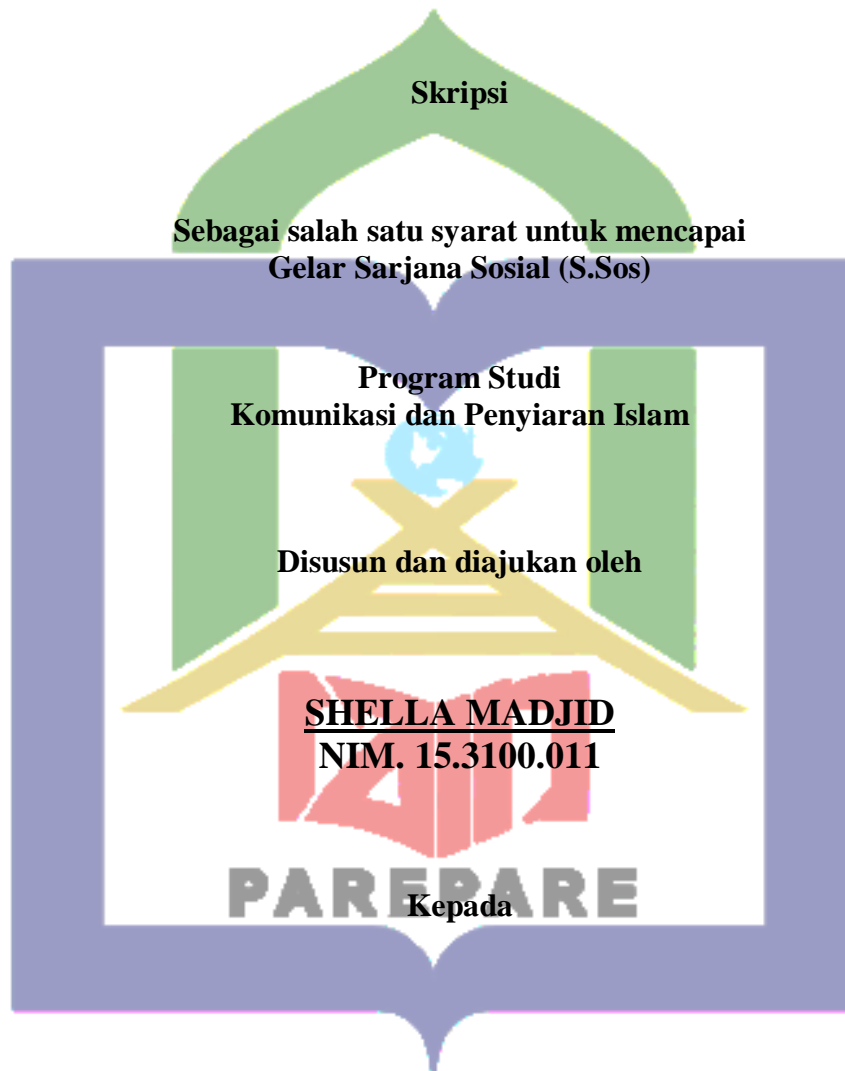 Skripsi
Sebagai salah satu syarat untuk mencapai
Gelar Sarjana Sosial (S.Sos)
Program Studi
Komunikasi dan Penyiaran Islam
Disusun dan diajukan oleh
SHELLA MADJID
NIM. 15.3100.011
iain
PAREPARE
Kepada